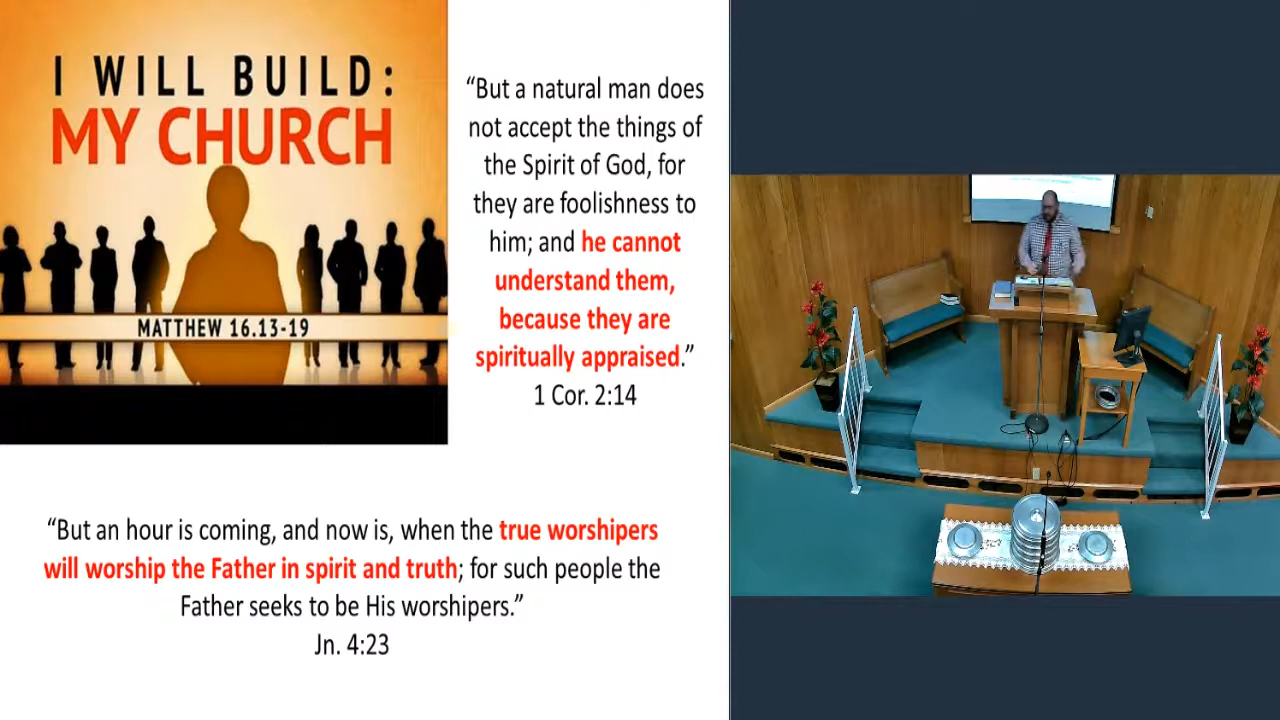 I WILL BUILD:
MY CHURCH
MATTHEW 16.13-19
“But a natural man does
not accept the things of
the Spirit of God, for
they are foolishness to
him; and he cannot
understand them,
because they are
spiritually appraised.”
1 Cor. 2:14
“But an hour is coming, and now is, when the true worshipers
will worship the Father in spirit and truth; for such people the
Father seeks to be His worshipers.”
Jn. 4:23